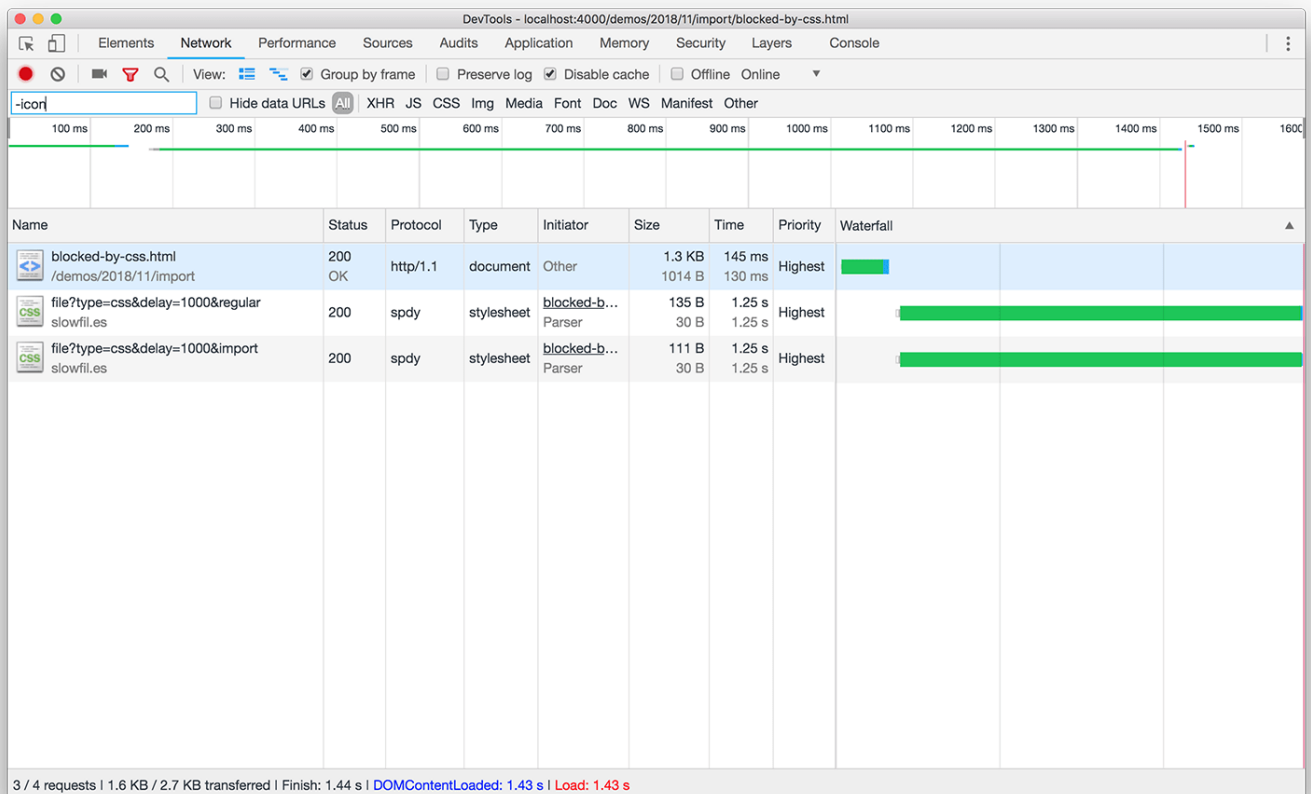 DevTools - localhost:4000/demos/2018/11/import/blocked-by-css.html
Elements Network Performance Sources Audits Application Memory Security Layers Console
View: Group by frame Preserve log Disable cache Offline Online
-icon Hide data URLs All XHR JS CSS Img Media Font Doc WS Manifest Other
100 ms 200 ms 300 ms 400 ms 500 ms 600 ms 700 ms 800 ms 900 ms 1000 ms 1100 ms 1200 ms 1300 ms 1400 ms 1500 ms 1600
Name Status Protocol Type Initiator Size Time Priority Waterfall
blocked-by-css.html 200 http/1.1 document Other 1.3 KB 145 ms Highest
/demos/2018/11/import OK 1014 B 130 ms
CSS file?type=css&delay=1000&regular 200 spdy stylesheet blocked-b… 135 B 1.25 s Highest
slowfil.es Parser 30 B 1.25 s
CSS file?type=css&delay=1000&import 200 spdy stylesheet blocked-b… 111 B 1.25 s Highest
slowfil.es Parser 30 B 1.25 s
3 / 4 requests | 1.6 KB / 2.7 KB transferred | Finish: 1.44 s | DOMContentLoaded: 1.43 s | Load: 1.43 s